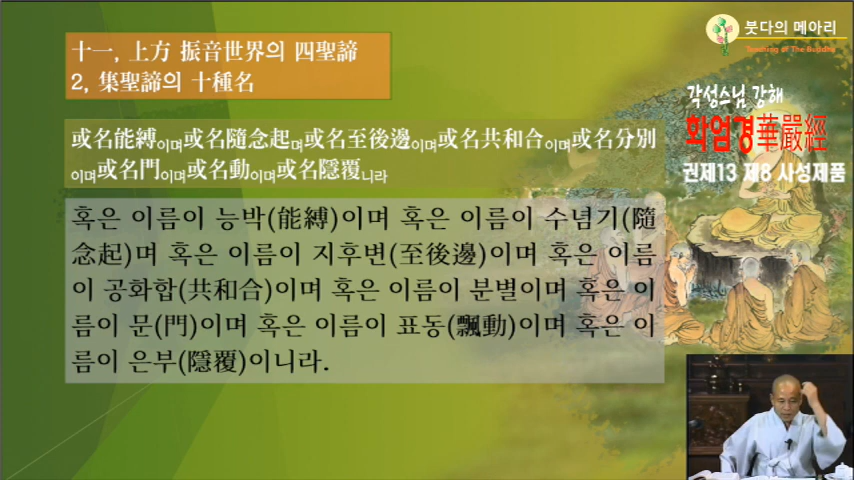 十一, 上方 振音世界의 四聖諦
2, 集聖諦의 十種名
或名能縛이며或名隨念起며或名至後邊이며或名共和合이며或名分別
이며或名門이며或名動이며或名隱覆니라
혹은 이름이 능박(能縛)이며 혹은 이름이 수념기(隨
念起)며 혹은 이름이 지후변(至後邊)이며 혹은 이름
이 공화합(共和合)이며 혹은 이름이 분별이며 혹은 이
름이 문(門)이며 혹은 이름이 표동(飄動)이며 혹은 이
름이 은부(隱覆)이니라.
붓다의 메아리
Teaching of The Buddha
각성스님 강해
화엄경華嚴經
권제13 제8 사성제품